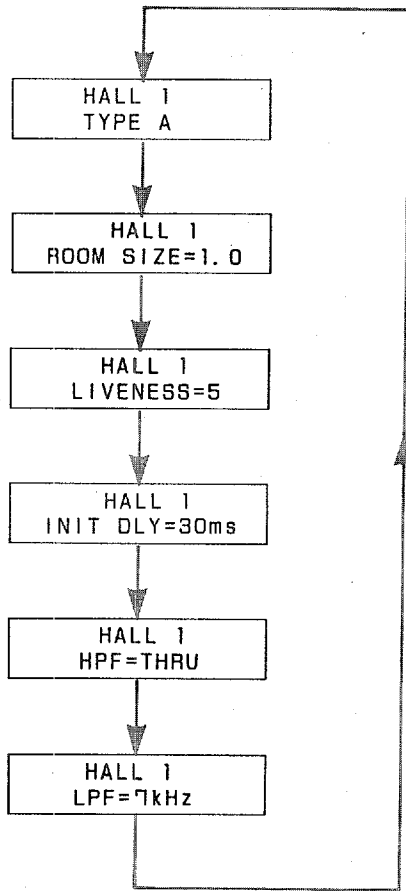 HALL 1
TYPE A
HALL 1
ROOM SIZE=1.0
HALL 1
LIVENESS=5
HALL 1
INIT DLY=30ms
HALL 1
HPF=THRU
HALL 1
LPF=7kHz